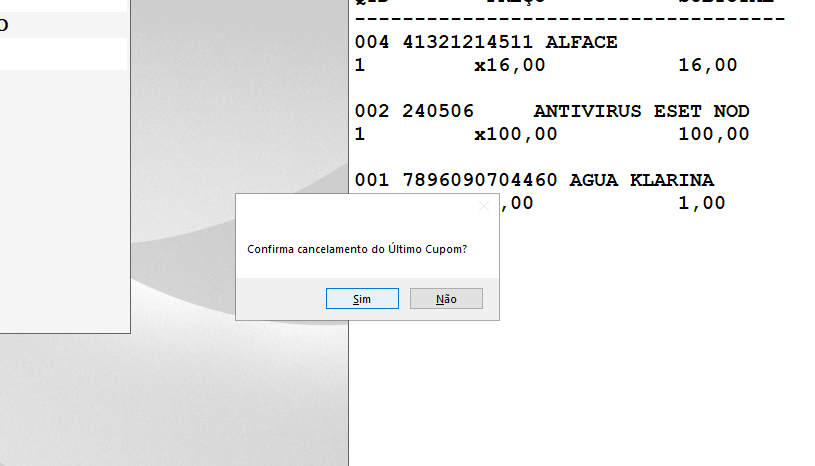 O
---------------------------------------
004 41321214511 ALFACE
1 x16,00 16,00
002 240506 ANTIVIRUS ESET NOD
1 x100,00 100,00
001 7896090704460 AGUA KLARINA
,00 1,00
Confirma cancelamento do Último Cupom?
Sim Não